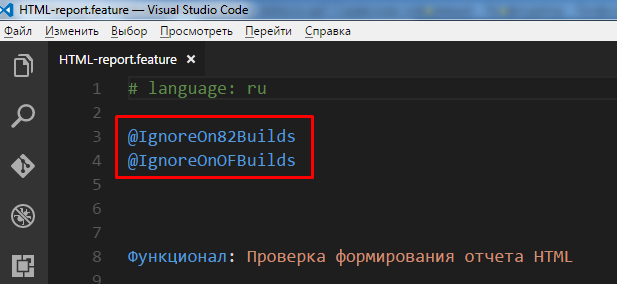 HTML-report.feature — Visual Studio Code
Файл Изменить Выбор Просмотреть Перейти Справка
HTML-report.feature ×
1 # language: ru
2
3 @IgnoreOn82Builds
4 @IgnoreOnOFBuilds
5
6
7
8 Функционал: Проверка формирования отчета HTML
9